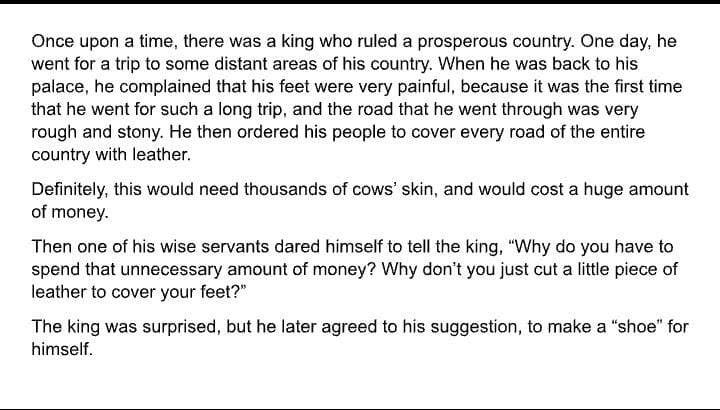 Once upon a time, there was a king who ruled a prosperous country. One day, he
went for a trip to some distant areas of his country. When he was back to his
palace, he complained that his feet were very painful, because it was the first time
that he went for such a long trip, and the road that he went through was very
rough and stony. He then ordered his people to cover every road of the entire
country with leather.
Definitely, this would need thousands of cows’ skin, and would cost a huge amount
of money.
Then one of his wise servants dared himself to tell the king, “Why do you have to
spend that unnecessary amount of money? Why don’t you just cut a little piece of
leather to cover your feet?”
The king was surprised, but he later agreed to his suggestion, to make a “shoe” for
himself.